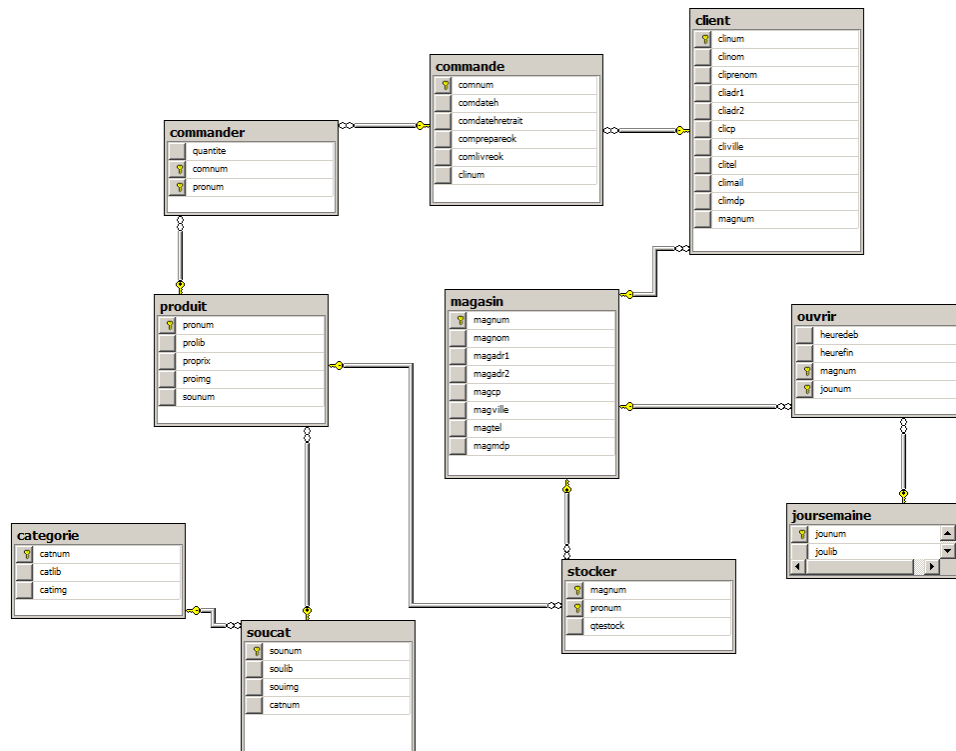 client
clinum
clinom
cliprenom
cliadr1
cliadr2
clicp
cliville
clitel
climail
climdp
magnum
commande
comnum
comdateh
comdatehretrait
comprepareok
comlivreok
clinum
commander
quantite
comnum
pronum
produit
pronum
prolib
proprix
proimg
sounum
magasin
magnum
magnom
magadr1
magadr2
magcp
magville
magtel
magmdp
ouvrir
heuredeb
heurefin
magnum
jounum
joursemaine
jounum
joulib
categorie
catnum
catlib
catimg
stocker
magnum
pronum
qtestock
soucat
sounum
soulib
souimg
catnum